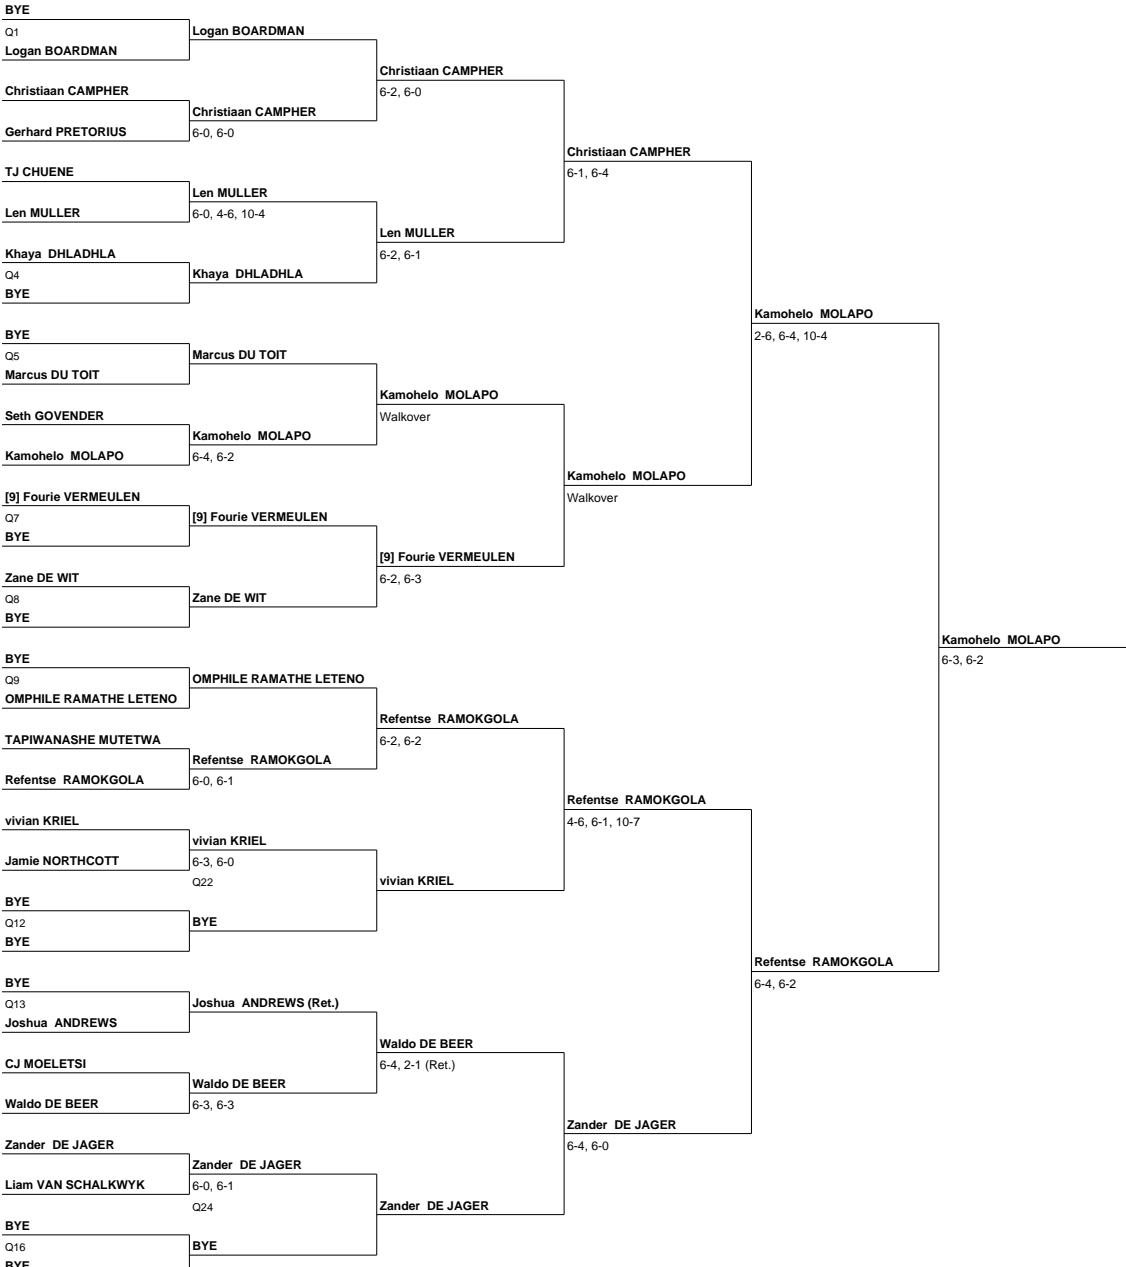 BYE
Q1
Logan BOARDMAN
Logan BOARDMAN
Christiaan CAMPHER
6-2, 6-0
Christiaan CAMPHER
Christiaan CAMPHER
6-0, 6-0
Gerhard PRETORIUS
Christiaan CAMPHER
6-1, 6-4
TJ CHUENE
Len MULLER
6-0, 4-6, 10-4
Len MULLER
Len MULLER
6-2, 6-1
Khaya DHLADHLA
Q4
Khaya DHLADHLA
BYE
Kamohelo MOLAPO
2-6, 6-4, 10-4
BYE
Q5
Marcus DU TOIT
Marcus DU TOIT
Kamohelo MOLAPO
Walkover
Seth GOVENDER
Kamohelo MOLAPO
6-4, 6-2
Kamohelo MOLAPO
Kamohelo MOLAPO
Walkover
[9] Fourie VERMEULEN
Q7
[9] Fourie VERMEULEN
BYE
[9] Fourie VERMEULEN
6-2, 6-3
Zane DE WIT
Q8
Zane DE WIT
BYE
Kamohelo MOLAPO
6-3, 6-2
BYE
Q9
OMPHILE RAMATHE LETENO
OMPHILE RAMATHE LETENO
Refentse RAMOKGOLA
6-2, 6-2
TAPIWANASHE MUTETWA
Refentse RAMOKGOLA
6-0, 6-1
Refentse RAMOKGOLA
Refentse RAMOKGOLA
4-6, 6-1, 10-7
vivian KRIEL
vivian KRIEL
6-3, 6-0
Jamie NORTHCOTT
Q22
vivian KRIEL
BYE
Q12
BYE
BYE
Refentse RAMOKGOLA
6-4, 6-2
BYE
Q13
Joshua ANDREWS (Ret.)
Joshua ANDREWS
Waldo DE BEER
6-4, 2-1 (Ret.)
CJ MOELETSI
Waldo DE BEER
6-3, 6-3
Waldo DE BEER
Zander DE JAGER
6-4, 6-0
Zander DE JAGER
Zander DE JAGER
6-0, 6-1
Liam VAN SCHALKWYK
Q24
Zander DE JAGER
BYE
Q16
BYE
BYE